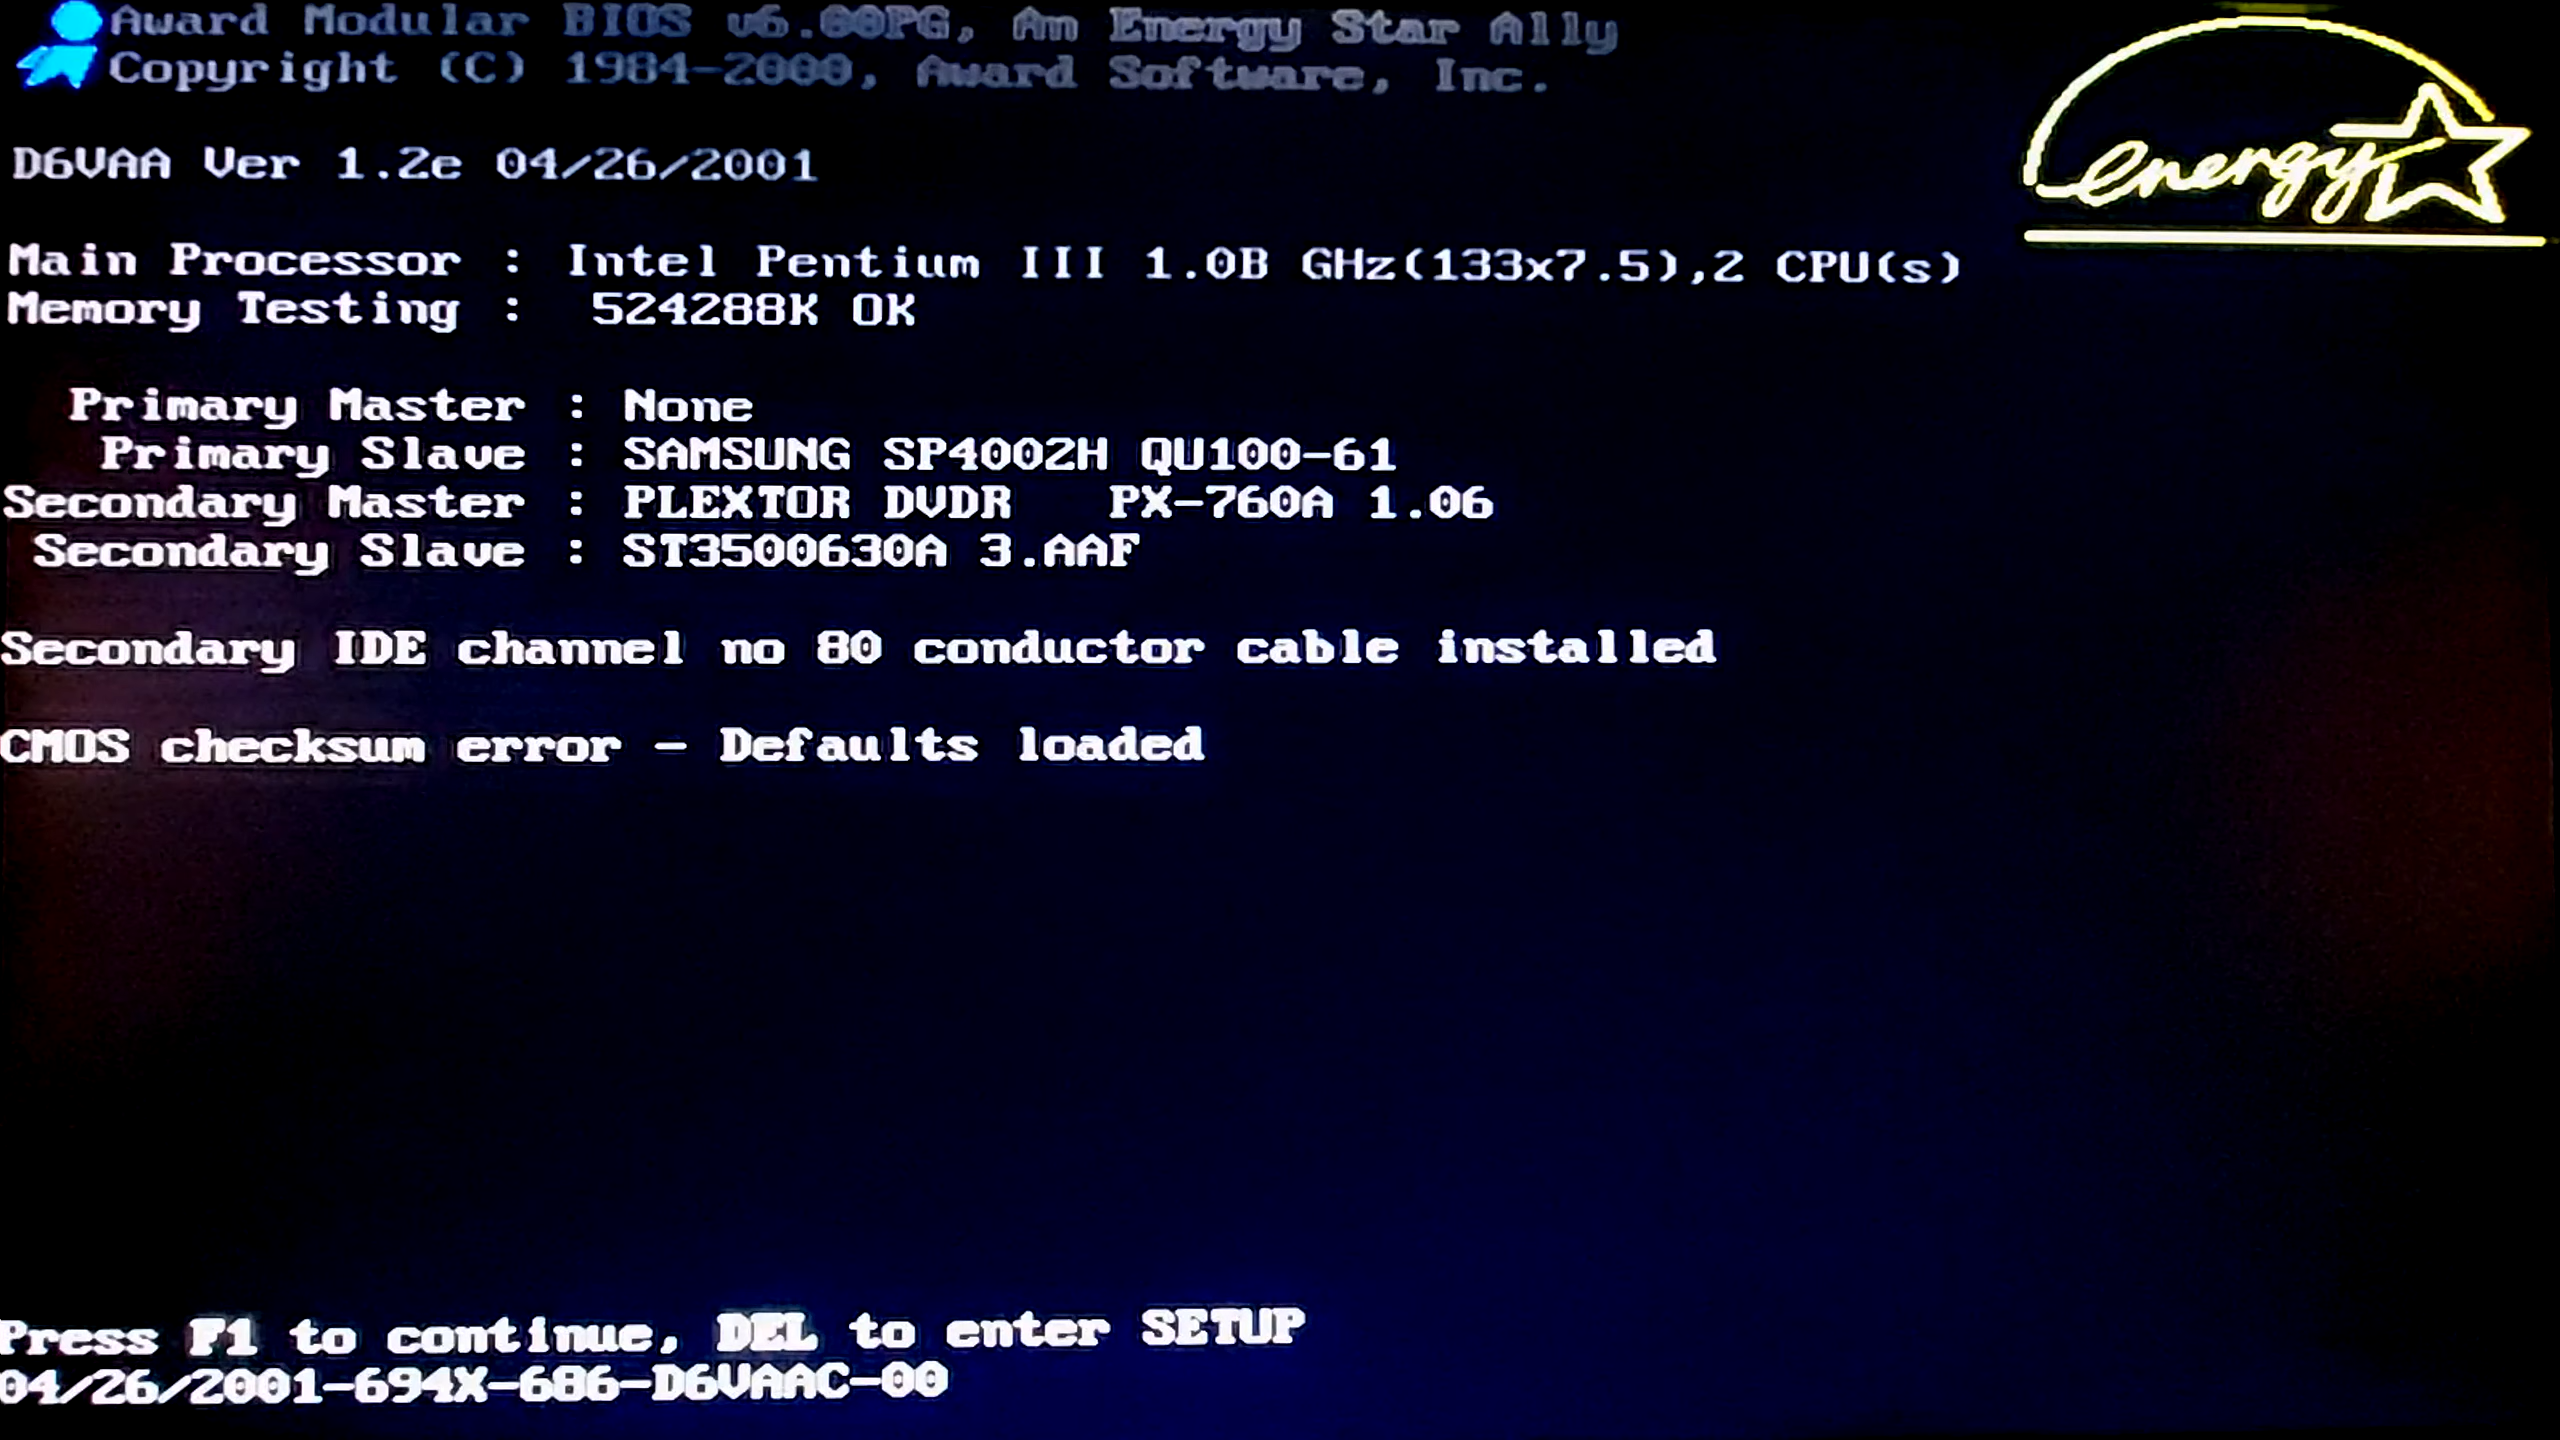 Award Modular BIOS v6.00PG, An Energy Star Ally
Copyright (C) 1984-2000, Award Software, Inc.
energy
D6VAA Ver 1.2e 04/26/2001
Main Processor : Intel Pentium III 1.0B GHz(133x7.5),2 CPU(s)
Memory Testing : 524288K OK
Primary Master : None
Primary Slave : SAMSUNG SP4002H QU100-61
Secondary Master : PLEXTOR DVDR PX-760A 1.06
Secondary Slave : ST3500630A 3.AAF
Secondary IDE channel no 80 conductor cable installed
CMOS checksum error - Defaults loaded
Press F1 to continue, DEL to enter SETUP
04/26/2001-694X-686-D6VAAC-00